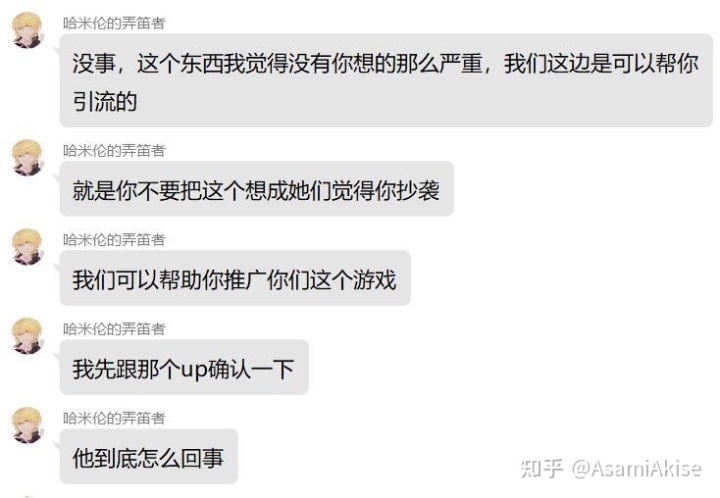 哈米伦的弄笛者
没事，这个东西我觉得没有你想的那么严重，我们这边是可以帮你
引流的
哈米伦的弄笛者
就是你不要把这个想成她们觉得你抄袭
哈米伦的弄笛者
我们可以帮助你推广你们这个游戏
哈米伦的弄笛者
我先跟那个up确认一下
哈米伦的弄笛者
他到底怎么回事
知乎 @AsamiAkise